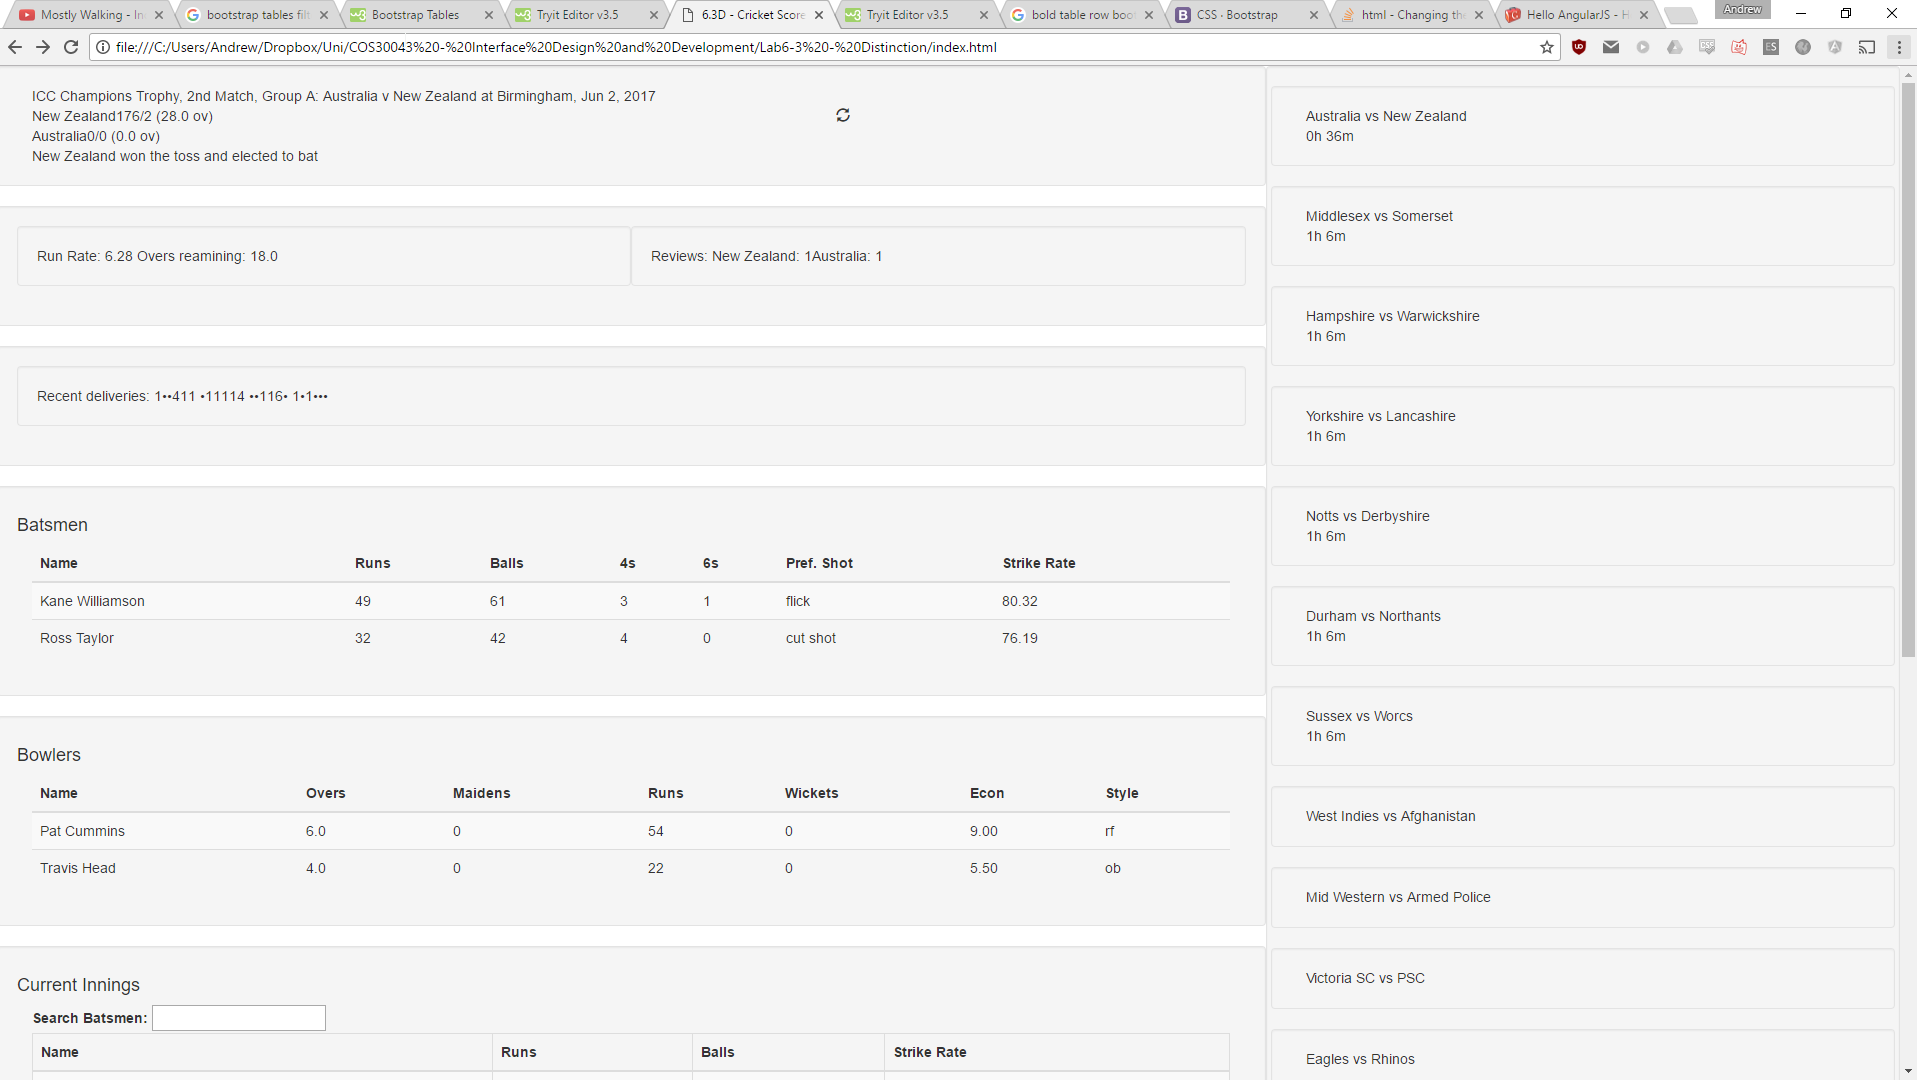 Mostly Walking - In
bootstrap tables filt
Bootstrap Tables
Tryit Editor v3.5
6.3D - Cricket Score
Tryit Editor v3.5
bold table row boot
CSS · Bootstrap
html - Changing the
Hello AngularJS - H
Andrew
file:///C:/Users/Andrew/Dropbox/Uni/COS30043%20-%20Interface%20Design%20and%20Development/Lab6-3%20-%20Distinction/index.html
ICC Champions Trophy, 2nd Match, Group A: Australia v New Zealand at Birmingham, Jun 2, 2017
New Zealand176/2 (28.0 ov)
Australia0/0 (0.0 ov)
New Zealand won the toss and elected to bat
Run Rate: 6.28 Overs reamining: 18.0
Reviews: New Zealand: 1Australia: 1
Recent deliveries: 1••411 •11114 ••116• 1•1•••
Batsmen
Name Runs Balls 4s 6s Pref. Shot Strike Rate
Kane Williamson 49 61 3 1 flick 80.32
Ross Taylor 32 42 4 0 cut shot 76.19
Bowlers
Name Overs Maidens Runs Wickets Econ Style
Pat Cummins 6.0 0 54 0 9.00 rf
Travis Head 4.0 0 22 0 5.50 ob
Current Innings
Search Batsmen:
Name Runs Balls Strike Rate
Australia vs New Zealand
0h 36m
Middlesex vs Somerset
1h 6m
Hampshire vs Warwickshire
1h 6m
Yorkshire vs Lancashire
1h 6m
Notts vs Derbyshire
1h 6m
Durham vs Northants
1h 6m
Sussex vs Worcs
1h 6m
West Indies vs Afghanistan
Mid Western vs Armed Police
Victoria SC vs PSC
Eagles vs Rhinos